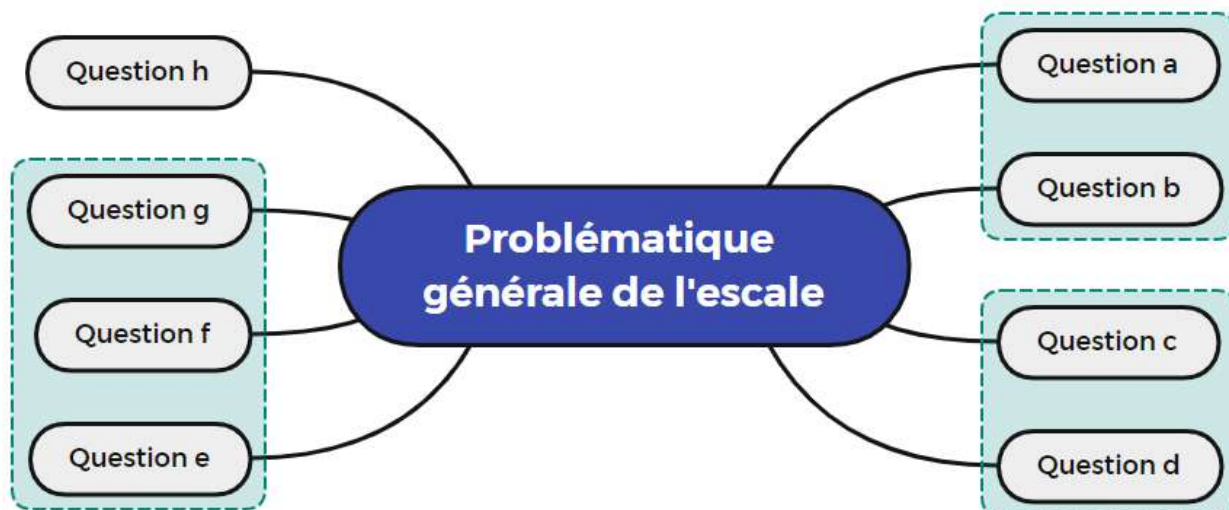 Question h
Question g
Question f
Question e
Problématique
générale de l'escale
Question a
Question b
Question c
Question d